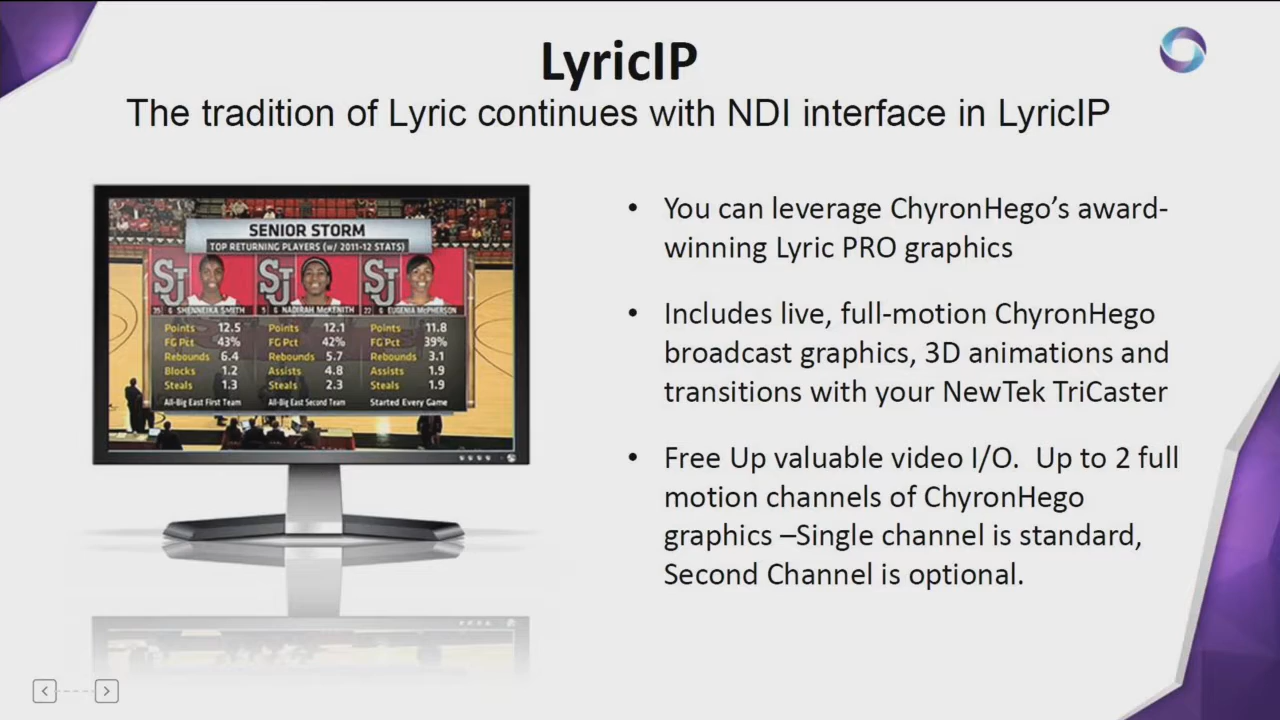 LyricIP
The tradition of Lyric continues with NDI interface in LyricIP
SENIOR STORM
TOP RETURNING PLAYERS (w/ 2011-12 STATS)
SJ SJ SJ
35 G SHENNEIKA SMITH 5 G NADIRAH McKENITH 22 G EUGENIA McPHERSON
Points 12.5 Points 12.1 Points 11.8
FG Pct 43% FG Pct 42% FG Pct 39%
Rebounds 6.4 Rebounds 5.7 Rebounds 3.1
Blocks 1.2 Assists 4.8 Assists 1.9
Steals 1.3 Steals 2.3 Steals 1.9
All-Big East First Team All-Big East Second Team Started Every Game
• You can leverage ChyronHego’s award-
winning Lyric PRO graphics
• Includes live, full-motion ChyronHego
broadcast graphics, 3D animations and
transitions with your NewTek TriCaster
• Free Up valuable video I/O.  Up to 2 full
motion channels of ChyronHego
graphics –Single channel is standard,
Second Channel is optional.